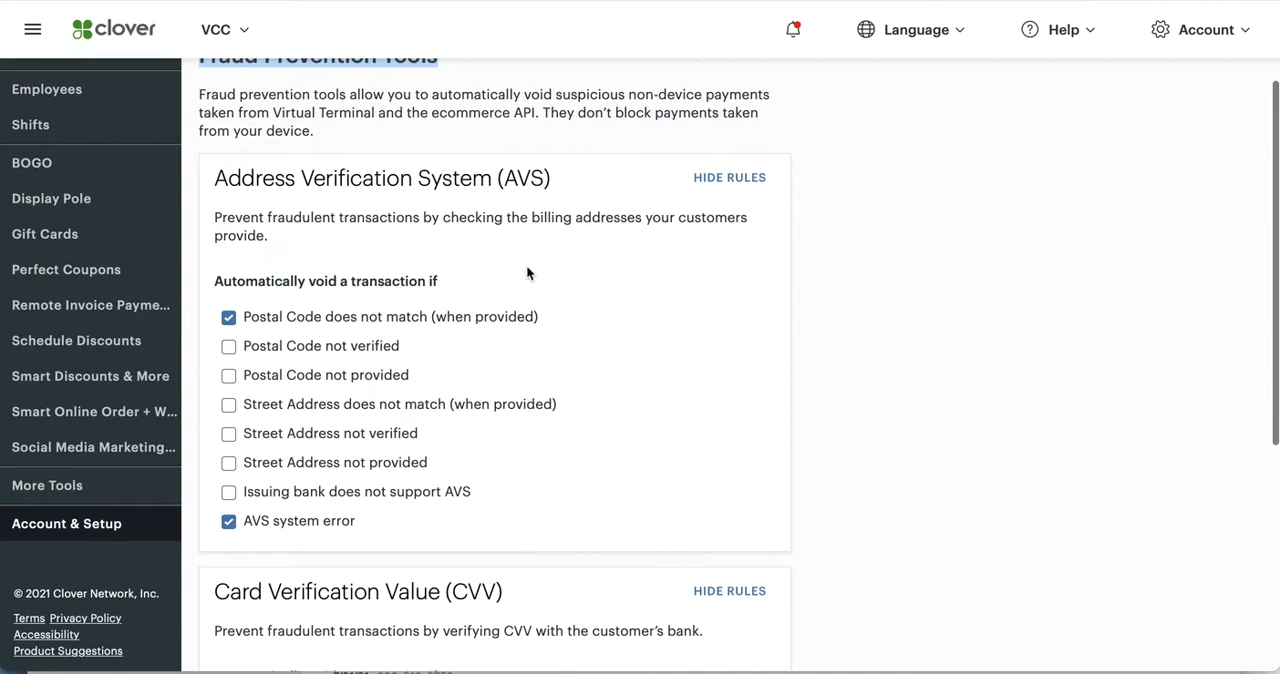 clover
VCC
Language
Help
Account
Employees
Shifts
BOGO
Display Pole
Gift Cards
Perfect Coupons
Remote Invoice Payme...
Schedule Discounts
Smart Discounts & More
Smart Online Order + W...
Social Media Marketing...
More Tools
Account & Setup
© 2021 Clover Network, Inc.
Terms Privacy Policy
Accessibility
Product Suggestions
Fraud Prevention Tools
Fraud prevention tools allow you to automatically void suspicious non-device payments
taken from Virtual Terminal and the ecommerce API. They don't block payments taken
from your device.
Address Verification System (AVS)
HIDE RULES
Prevent fraudulent transactions by checking the billing addresses your customers
provide.
Automatically void a transaction if
Postal Code does not match (when provided)
Postal Code not verified
Postal Code not provided
Street Address does not match (when provided)
Street Address not verified
Street Address not provided
Issuing bank does not support AVS
AVS system error
Card Verification Value (CVV)
HIDE RULES
Prevent fraudulent transactions by verifying CVV with the customer's bank.